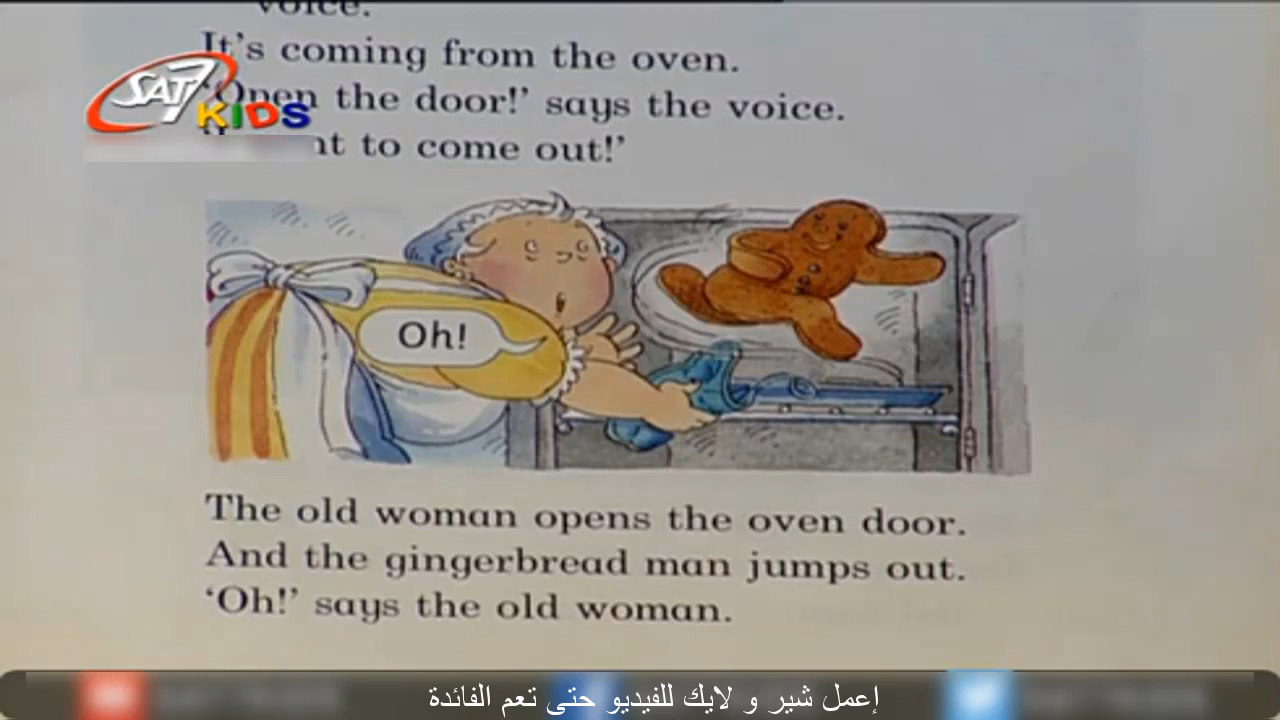 voice.
It's coming from the oven.
'Open the door!' says the voice.
to come out!'
SAT7
KIDS
Oh!
The old woman opens the oven door.
And the gingerbread man jumps out.
'Oh!' says the old woman.
إعمل شير و لايك للفيديو حتى تعم الفائدة